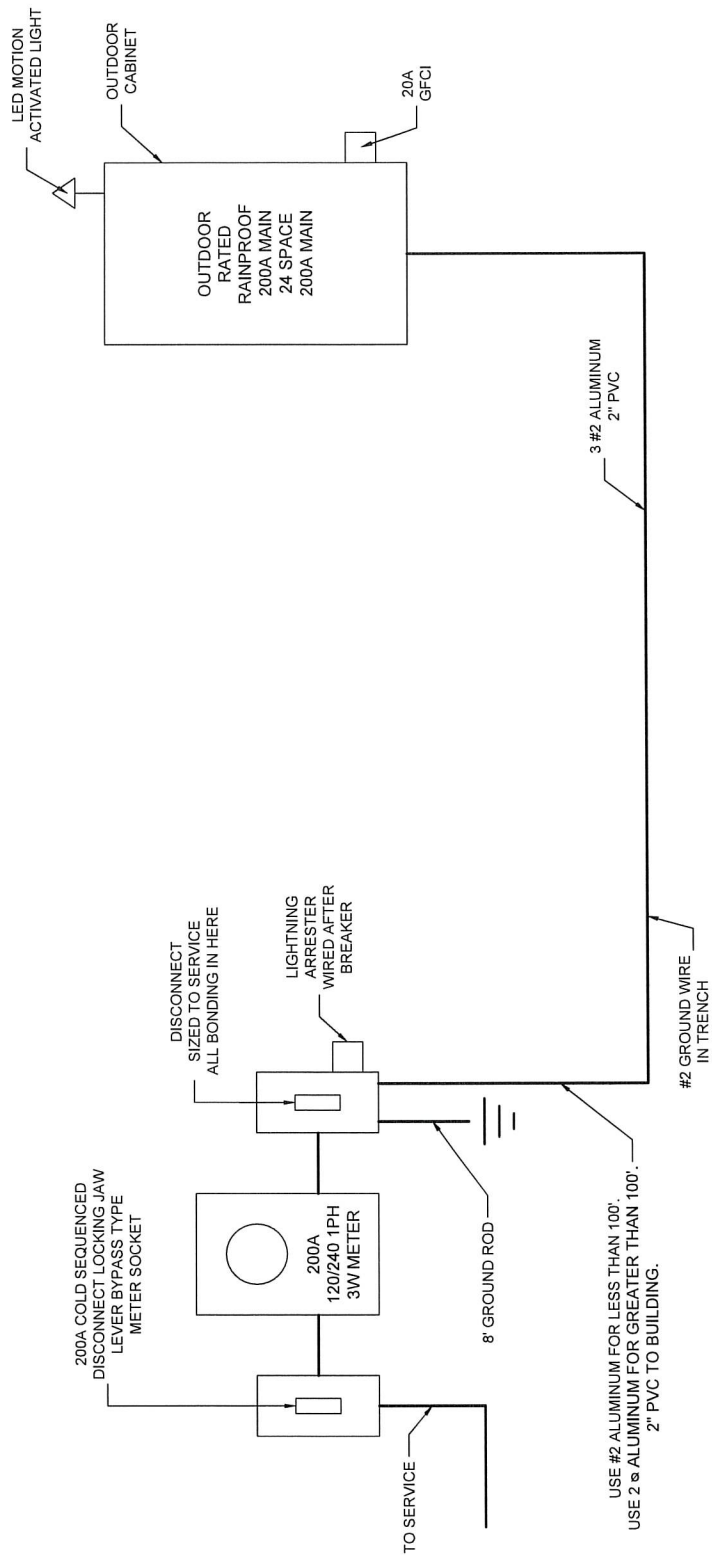 LED MOTION
ACTIVATED LIGHT
OUTDOOR
CABINET
OUTDOOR
RATED
RAINPROOF
200A MAIN
24 SPACE
200A MAIN
20A
GFCI
3 #2 ALUMINUM
2" PVC
DISCONNECT
SIZED TO SERVICE
ALL BONDING IN HERE
LIGHTNING
ARRESTER
WIRED AFTER
BREAKER
#2 GROUND WIRE
IN TRENCH
200A COLD SEQUENCED
DISCONNECT LOCKING JAW
LEVER BYPASS TYPE
METER SOCKET
200A
120/240 1PH
3W METER
8' GROUND ROD
TO SERVICE
USE #2 ALUMINUM FOR LESS THAN 100'.
USE 2 ALUMINUM FOR GREATER THAN 100'.
2" PVC TO BUILDING.